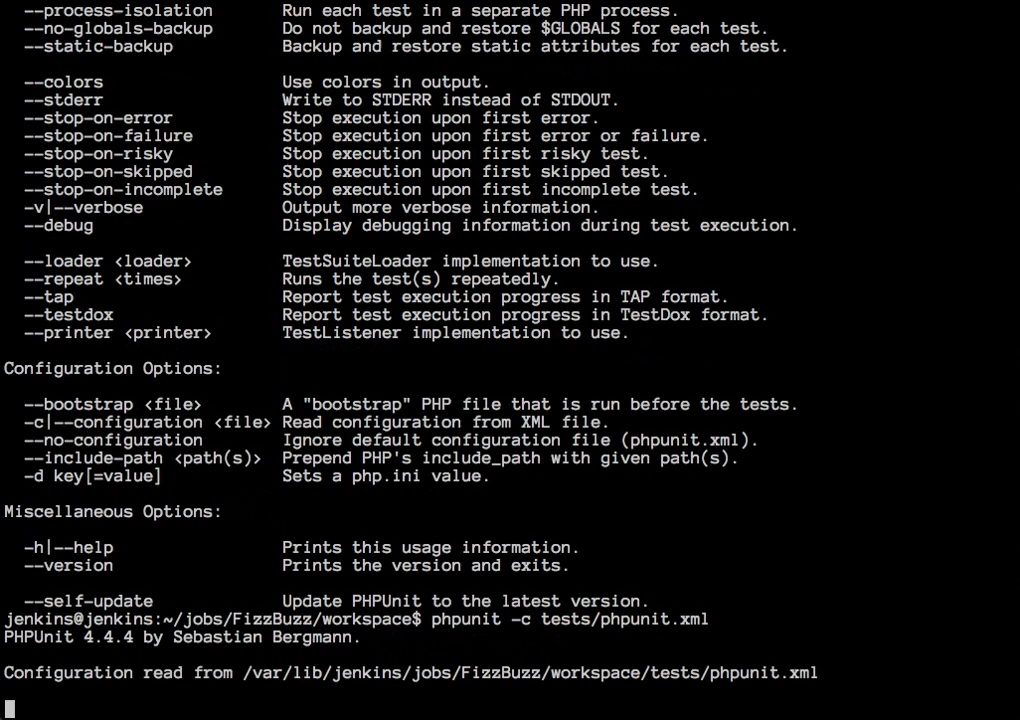 --process-isolation       Run each test in a separate PHP process.
--no-globals-backup       Do not backup and restore $GLOBALS for each test.
--static-backup           Backup and restore static attributes for each test.
--colors                  Use colors in output.
--stderr                  Write to STDERR instead of STDOUT.
--stop-on-error           Stop execution upon first error.
--stop-on-failure         Stop execution upon first error or failure.
--stop-on-risky           Stop execution upon first risky test.
--stop-on-skipped         Stop execution upon first skipped test.
--stop-on-incomplete      Stop execution upon first incomplete test.
-v|--verbose              Output more verbose information.
--debug                   Display debugging information during test execution.
--loader <loader>         TestSuiteLoader implementation to use.
--repeat <times>          Runs the test(s) repeatedly.
--tap                     Report test execution progress in TAP format.
--testdox                 Report test execution progress in TestDox format.
--printer <printer>       TestListener implementation to use.
Configuration Options:
--bootstrap <file>        A "bootstrap" PHP file that is run before the tests.
-c|--configuration <file> Read configuration from XML file.
--no-configuration        Ignore default configuration file (phpunit.xml).
--include-path <path(s)>  Prepend PHP's include_path with given path(s).
-d key[=value]            Sets a php.ini value.
Miscellaneous Options:
-h|--help                 Prints this usage information.
--version                 Prints the version and exits.
--self-update             Update PHPUnit to the latest version.
jenkins@jenkins:~/jobs/FizzBuzz/workspace$ phpunit -c tests/phpunit.xml
PHPUnit 4.4.4 by Sebastian Bergmann.
Configuration read from /var/lib/jenkins/jobs/FizzBuzz/workspace/tests/phpunit.xml